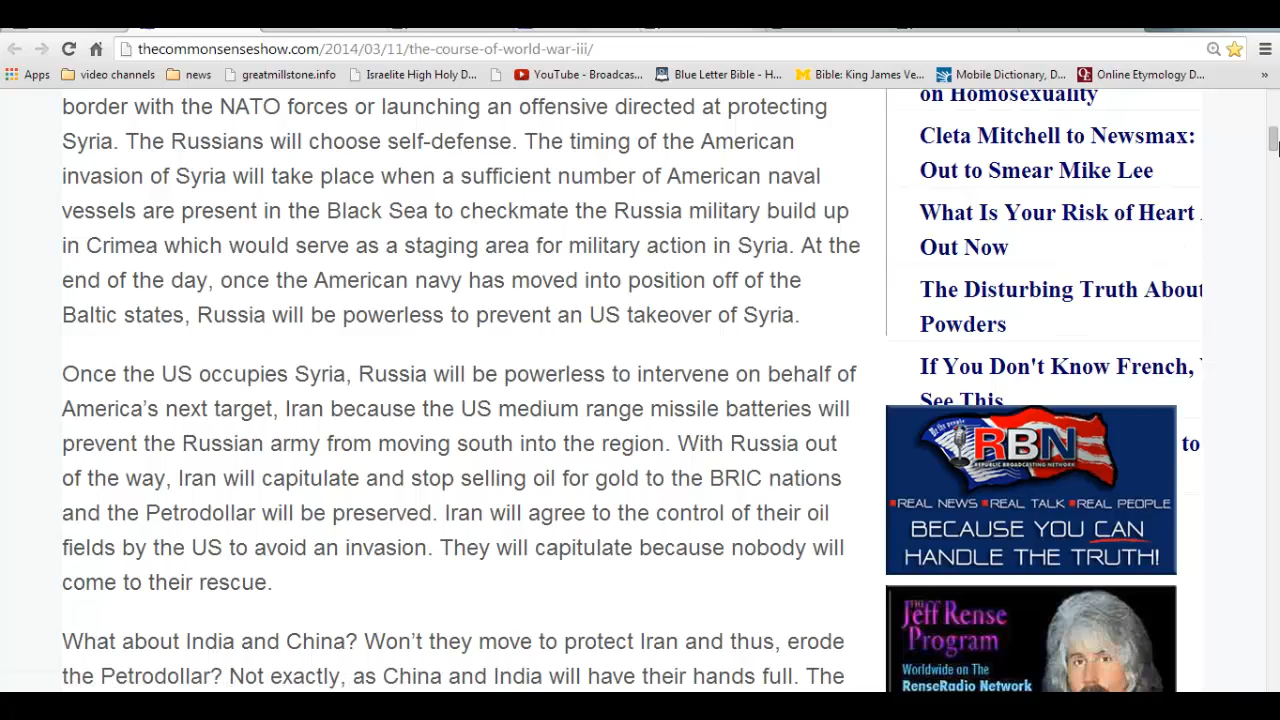 thecommonsenseshow.com/2014/03/11/the-course-of-world-war-iii/
Apps
video channels
news
greatmillstone.info
Israelite High Holy D...
YouTube - Broadcas...
Blue Letter Bible - H...
Bible: King James Ve...
Mobile Dictionary, D...
Online Etymology D...
»
border with the NATO forces or launching an offensive directed at protecting
Syria. The Russians will choose self-defense. The timing of the American
invasion of Syria will take place when a sufficient number of American naval
vessels are present in the Black Sea to checkmate the Russia military build up
in Crimea which would serve as a staging area for military action in Syria. At the
end of the day, once the American navy has moved into position off of the
Baltic states, Russia will be powerless to prevent an US takeover of Syria.
Once the US occupies Syria, Russia will be powerless to intervene on behalf of
America’s next target, Iran because the US medium range missile batteries will
prevent the Russian army from moving south into the region. With Russia out
of the way, Iran will capitulate and stop selling oil for gold to the BRIC nations
and the Petrodollar will be preserved. Iran will agree to the control of their oil
fields by the US to avoid an invasion. They will capitulate because nobody will
come to their rescue.
What about India and China? Won’t they move to protect Iran and thus, erode
the Petrodollar? Not exactly, as China and India will have their hands full. The
on Homosexuality
Cleta Mitchell to Newsmax:
Out to Smear Mike Lee
What Is Your Risk of Heart
Out Now
The Disturbing Truth About
Powders
If You Don't Know French,
See This
to
RBN
REPUBLIC BROADCASTING NETWORK
REAL NEWS REAL TALK REAL PEOPLE
BECAUSE YOU CAN
HANDLE THE TRUTH!
THE
Jeff Rense
Program
Worldwide on The
RenseRadio Network